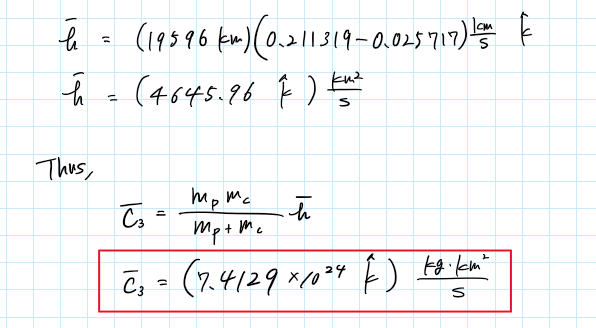 h̄ = (19596 km)(0.211319 − 0.025717) km/s k̂
h̄ = (4645.96 k̂) km²/s
Thus,
C̄₃ = (m_p m_c)/(m_p + m_c) h̄
C̄₃ = (7.4129 × 10²⁴ k̂) kg·km²/s